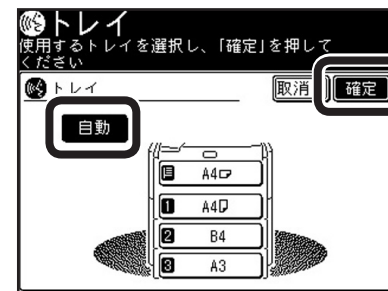 トレイ
使用するトレイを選択し、「確定」を押して
ください
トレイ
取消
確定
自動
A4
1 A4
2 B4
3 A3